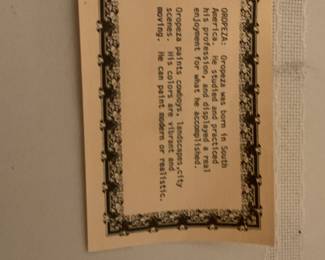 OROPEZA: Oropeza was born in South
America. He studied and practiced
his profession, and displayed a real
enjoyment for what he accomplished.
Oropeza paints cowboys, landscapes,city
scenes. His colors are vibrant and
moving. He can paint modern or realistic.